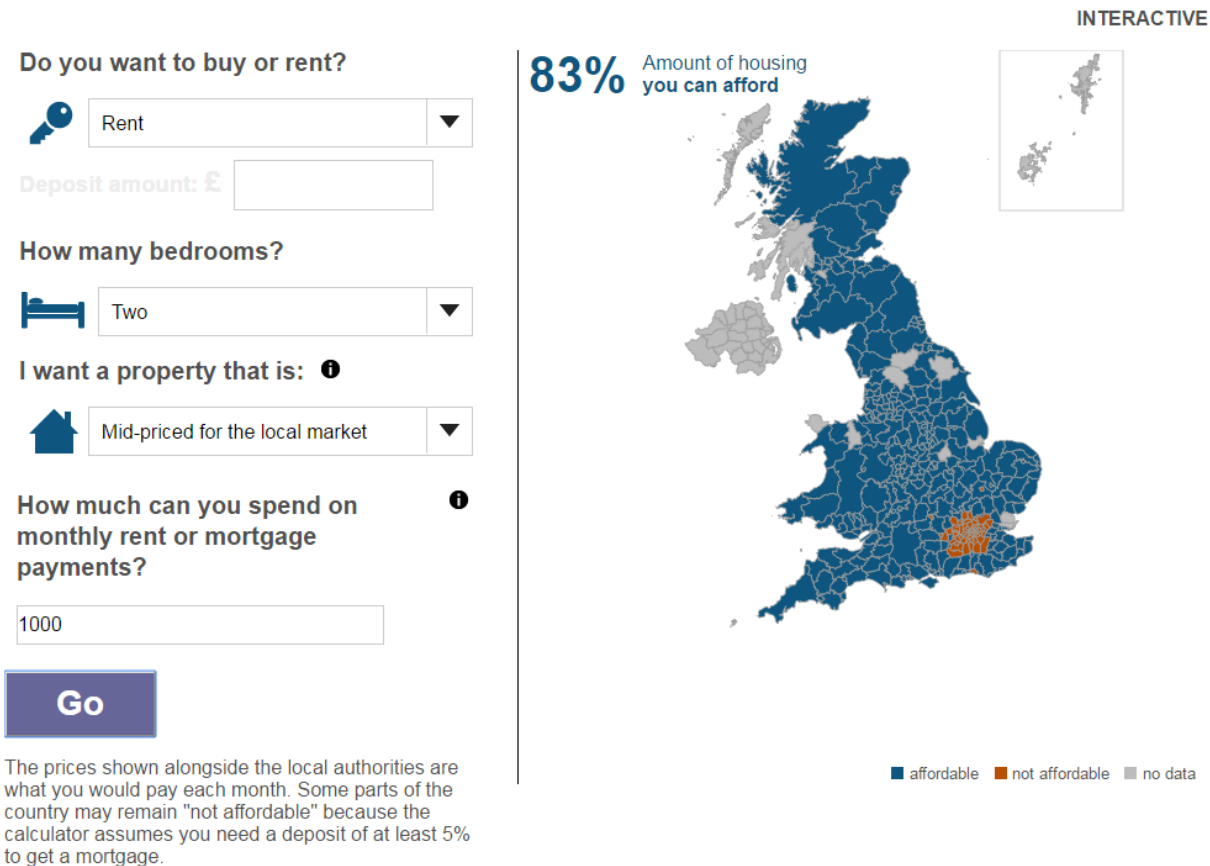 INTERACTIVE
Do you want to buy or rent?
Rent
Deposit amount: £
How many bedrooms?
Two
I want a property that is:
Mid-priced for the local market
How much can you spend on
monthly rent or mortgage
payments?
1000
Go
The prices shown alongside the local authorities are
what you would pay each month. Some parts of the
country may remain "not affordable" because the
calculator assumes you need a deposit of at least 5%
to get a mortgage.
83%
Amount of housing
you can afford
affordable
not affordable
no data